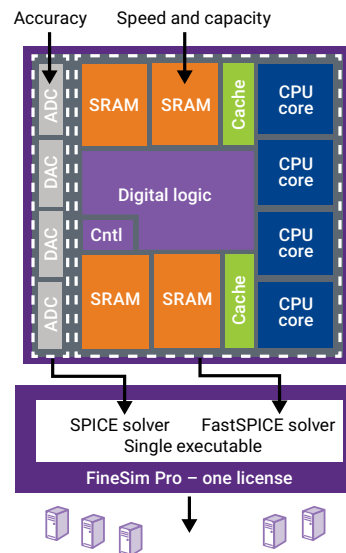 Accuracy
Speed and capacity
ADC
SRAM
SRAM
Cache
CPU
core
DAC
Digital logic
CPU
core
Cntl
DAC
CPU
core
ADC
SRAM
SRAM
Cache
CPU
core
SPICE solver
FastSPICE solver
Single executable
FineSim Pro – one license